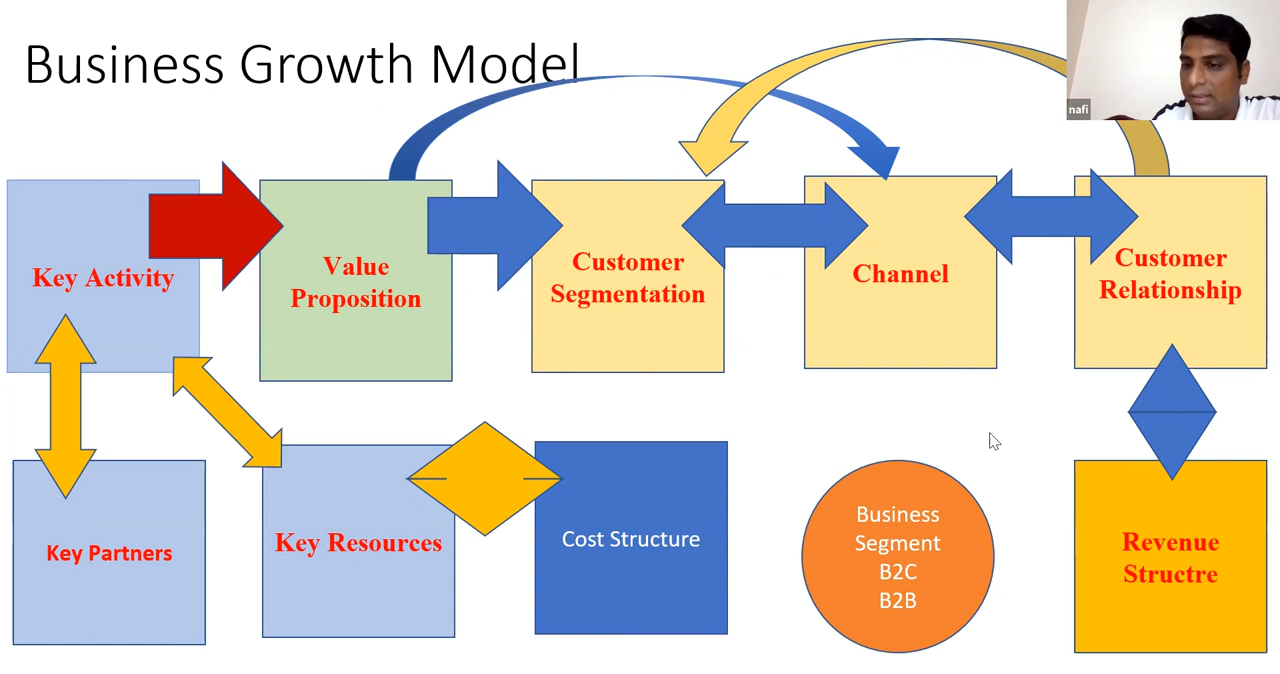 Business Growth Model
nafi
Key Activity
Value
Proposition
Customer
Segmentation
Channel
Customer
Relationship
Key Partners
Key Resources
Cost Structure
Business
Segment
B2C
B2B
Revenue
Structre